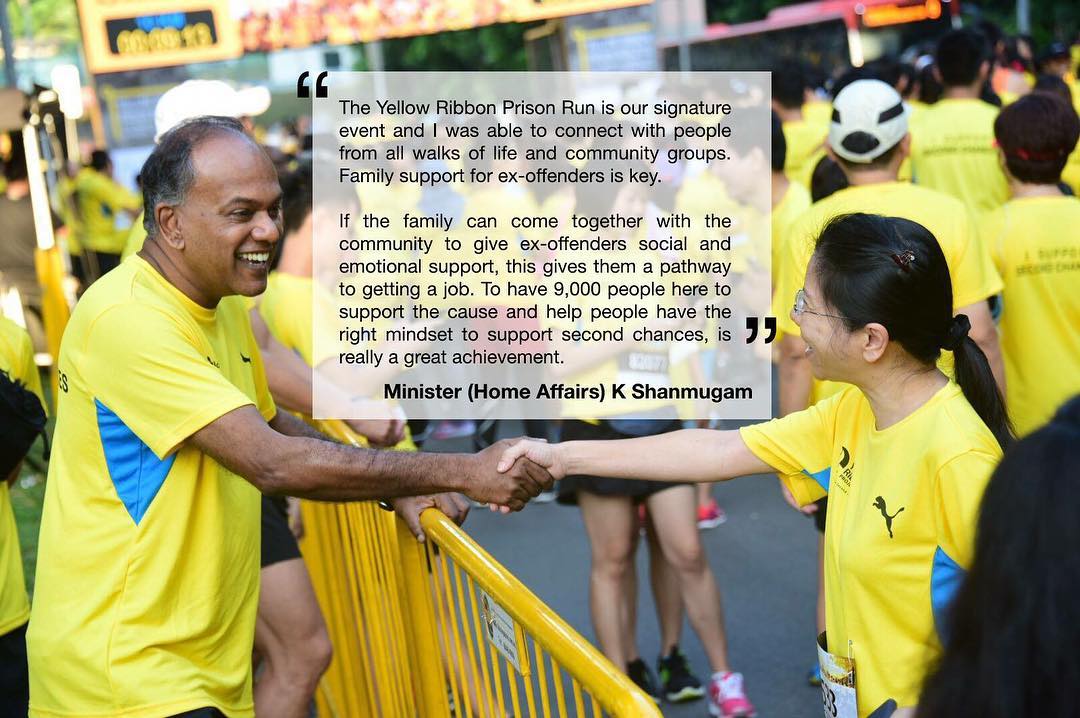 “
The Yellow Ribbon Prison Run is our signature
event and I was able to connect with people
from all walks of life and community groups.
Family support for ex-offenders is key.
If the family can come together with the
community to give ex-offenders social and
emotional support, this gives them a pathway
to getting a job. To have 9,000 people here to
support the cause and help people have the
right mindset to support second chances, is
really a great achievement.
”
Minister (Home Affairs) K Shanmugam
I SUPPORT
SECOND CHAN
ES